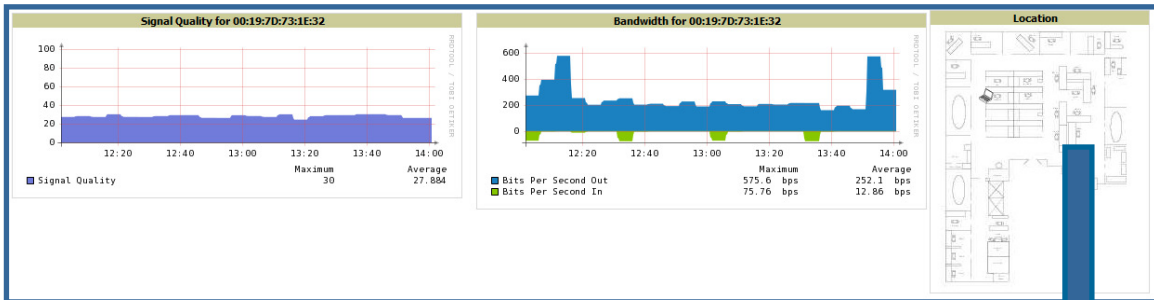 Signal Quality for 00:19:7D:73:1E:32
100
80
60
40
20
0
12:20 12:40 13:00 13:20 13:40 14:00
Maximum Average
Signal Quality 30 27.884
RRDTOOL / TOBI OETIKER
Bandwidth for 00:19:7D:73:1E:32
600
400
200
0
12:20 12:40 13:00 13:20 13:40 14:00
Maximum Average
Bits Per Second Out 575.6 bps 252.1 bps
Bits Per Second In 75.76 bps 12.86 bps
RRDTOOL / TOBI OETIKER
Location